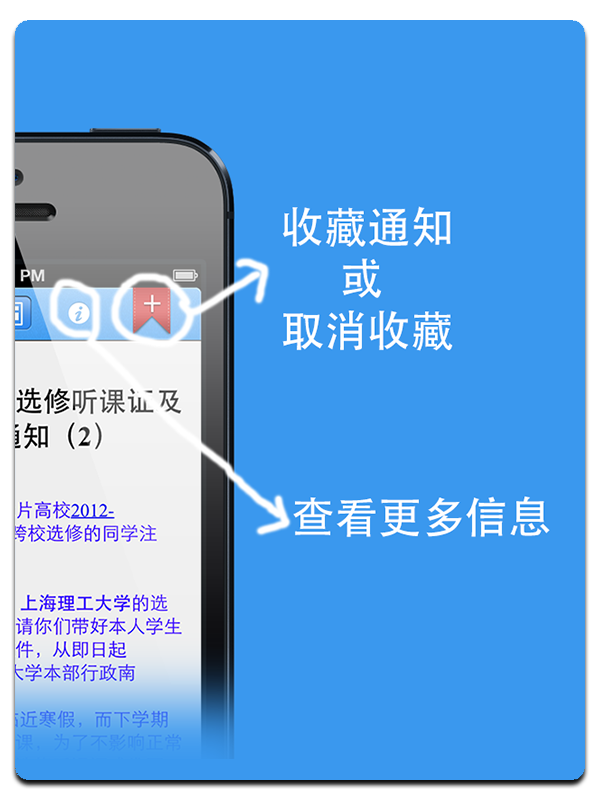 收藏通知
或
取消收藏
PM
选修听课证及
通知（2）
片高校2012-
跨校选修的同学注
上海理工大学的选
请你们带好本人学生
件，从即日起
大学本部行政南
查看更多信息
临近寒假，而下学期
课，为了不影响正常